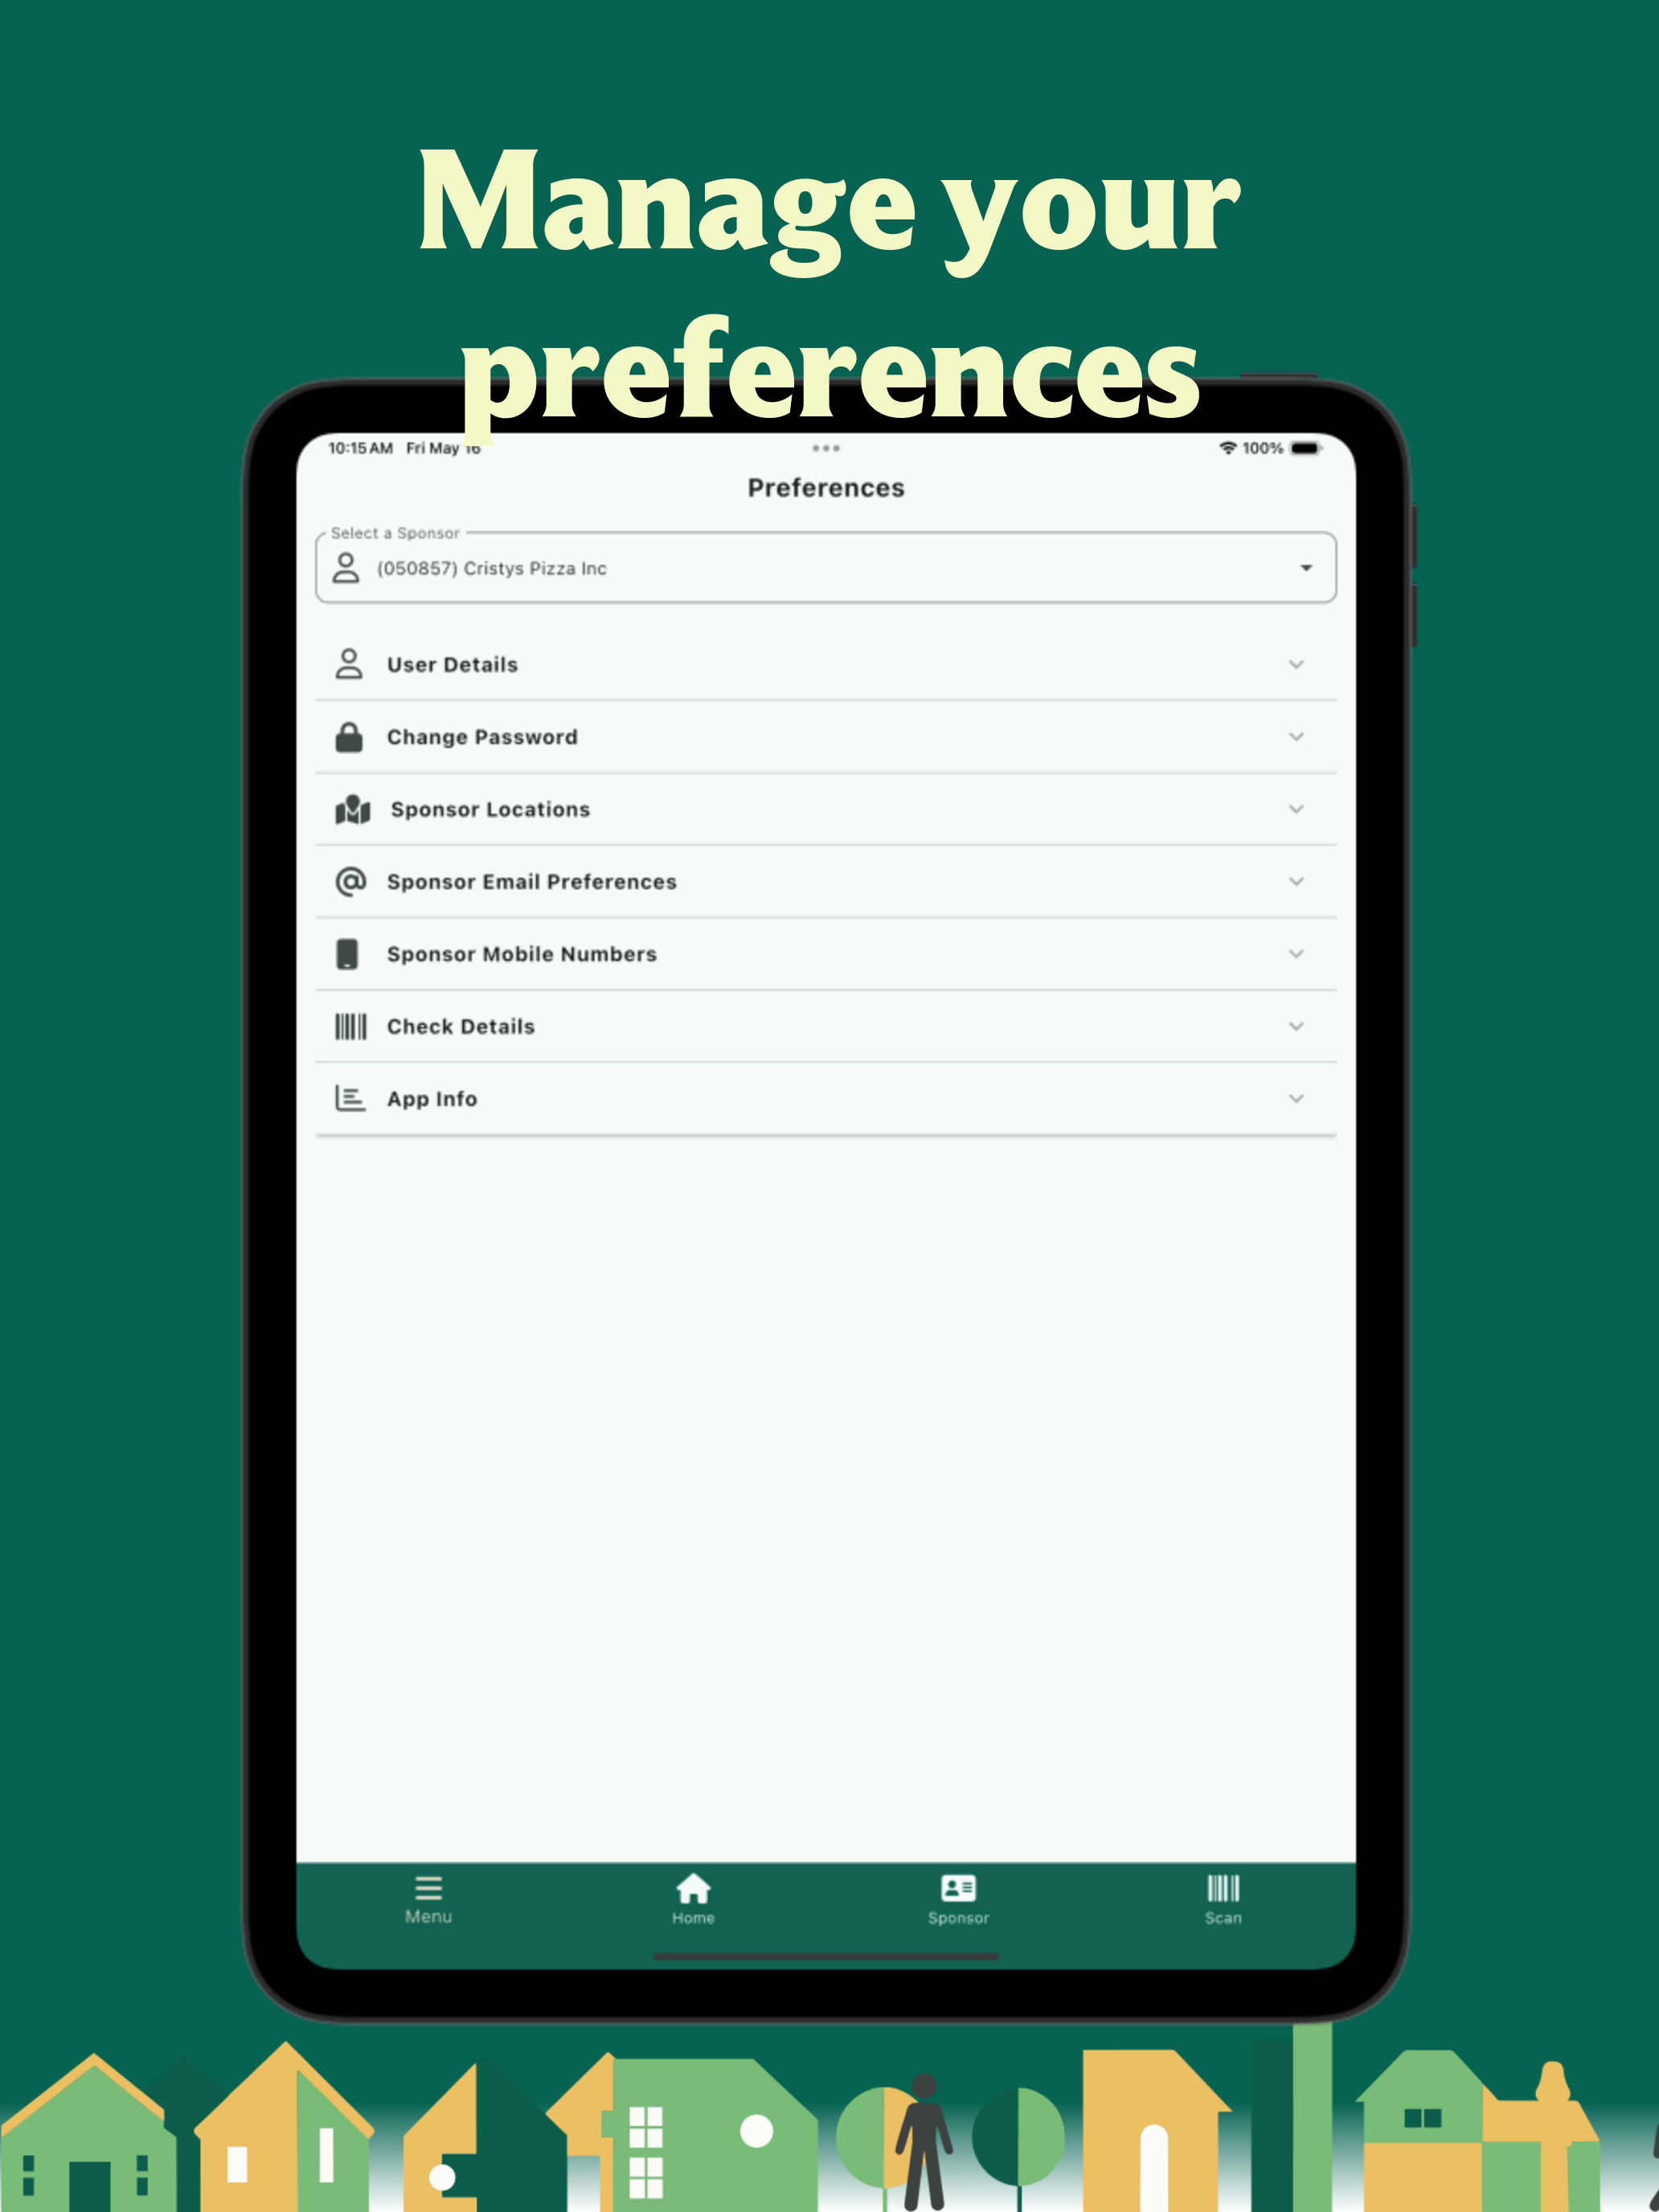 Manage your
preferences
10:15 AM Fri May 16
100%
Preferences
Select a Sponsor
(050857) Cristys Pizza Inc
User Details
Change Password
Sponsor Locations
@ Sponsor Email Preferences
Sponsor Mobile Numbers
Check Details
App Info
Menu Home Sponsor Scan